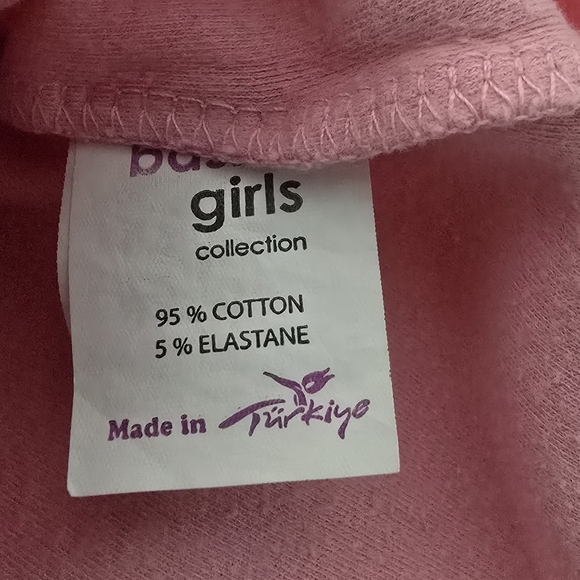 girls
collection
95 % COTTON
5 % ELASTANE
Made in Türkiye